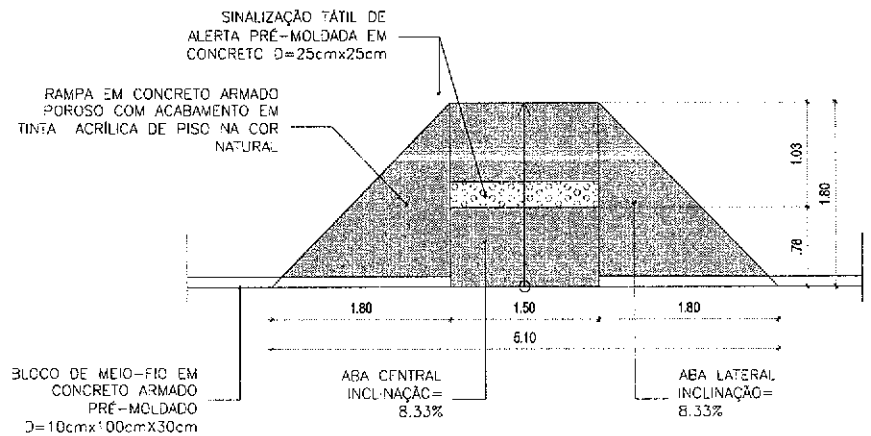 SINALIZAÇÃO TÁTIL DE
ALERTA PRÉ-MOLDADA EM
CONCRETO D=25cmx25cm
RAMPA EM CONCRETO ARMADO
POROSO COM ACABAMENTO EM
TINTA ACRÍLICA DE PISO NA COR
NATURAL
1.03
1.80
.76
1.80
1.50
1.80
5.10
BLOCO DE MEIO-FIO EM
CONCRETO ARMADO
PRÉ-MOLDADO
D=10cmx100cmX30cm
ABA CENTRAL
INCLINAÇÃO=
8.33%
ABA LATERAL
INCLINAÇÃO=
8.33%